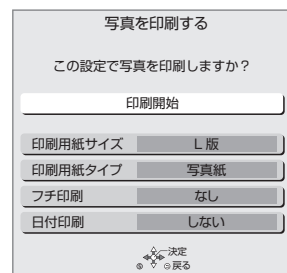 写真を印刷する
この設定で写真を印刷しますか？
印刷開始
印刷用紙サイズ L版
印刷用紙タイプ 写真紙
フチ印刷 なし
日付印刷 しない
決定
戻る